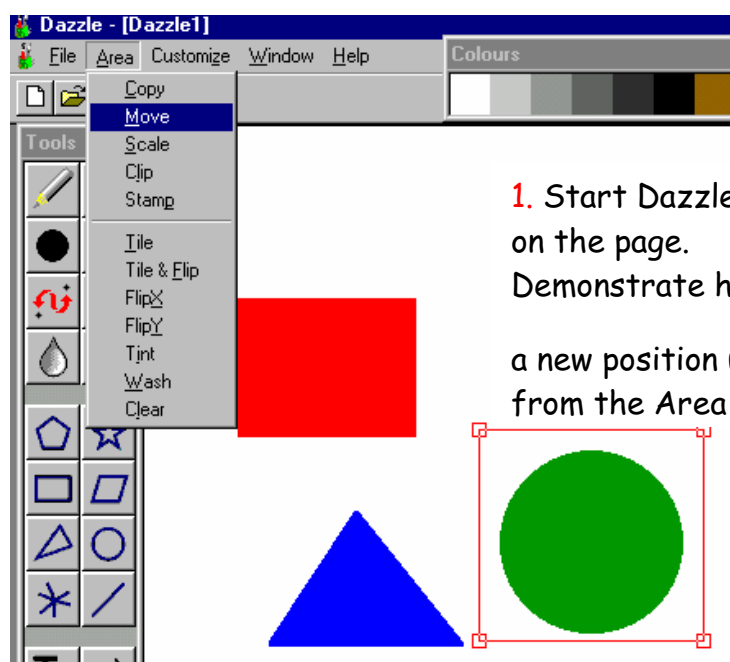 Dazzle - [Dazzle1]
File Area Customize Window Help
Colours
Copy
Move
Scale
Clip
Stamp
Tile
Tile & Flip
FlipX
FlipY
Tint
Wash
Clear
Tools
1. Start Dazzle
on the page.
Demonstrate h
a new position (
from the Area